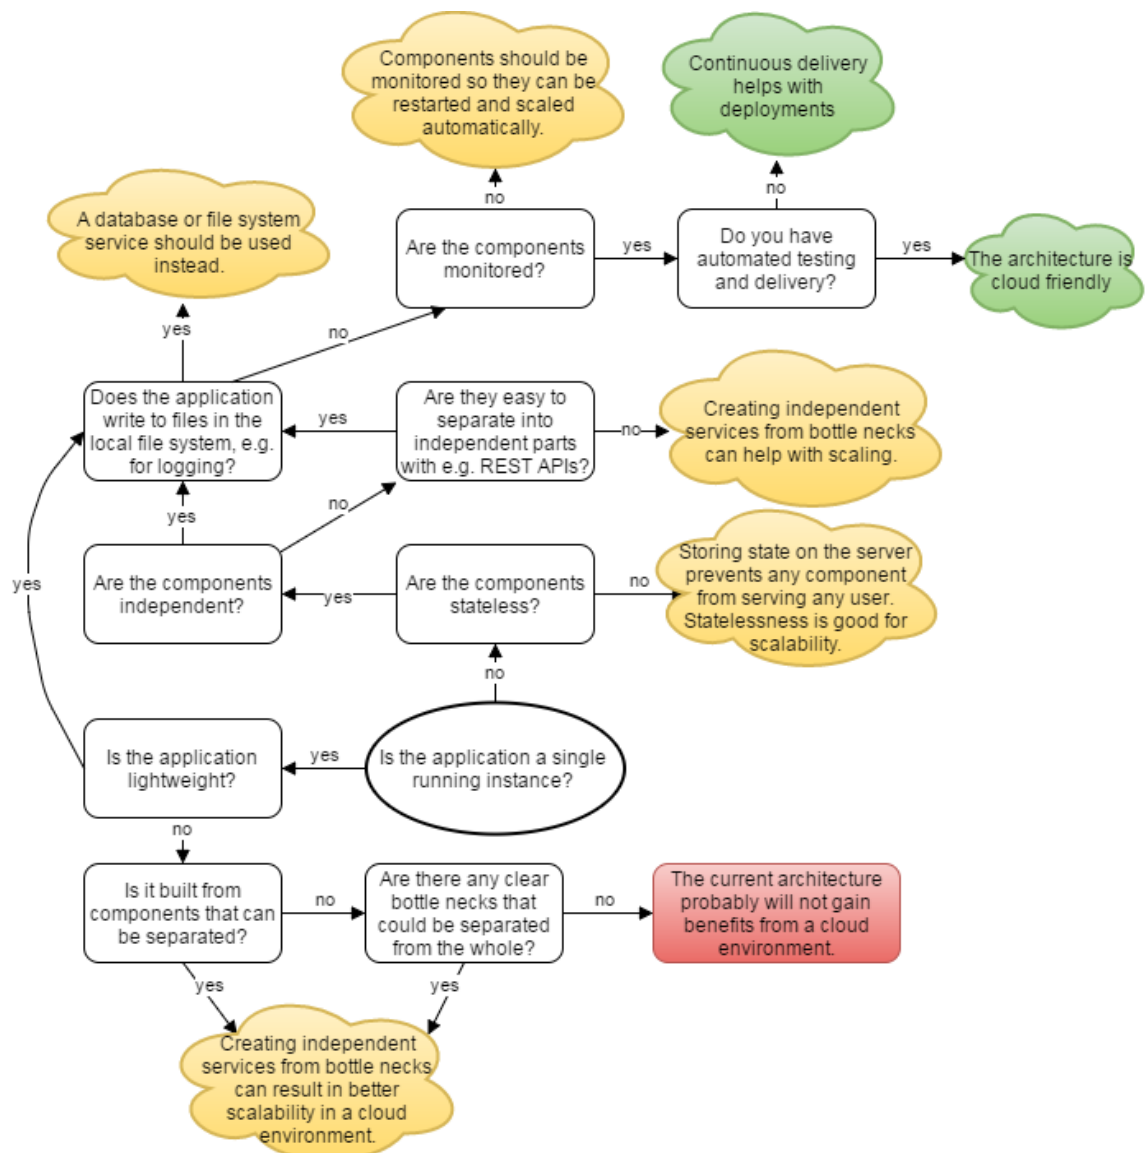 Components should be
monitored so they can be
restarted and scaled
automatically.
Continuous delivery
helps with
deployments
no
no
A database or file system
service should be used
instead.
Are the components
monitored?
yes
Do you have
automated testing
and delivery?
yes
The architecture is
cloud friendly
yes
no
Does the application
write to files in the
local file system, e.g.
for logging?
yes
Are they easy to
separate into
independent parts
with e.g. REST APIs?
no
Creating independent
services from bottle necks
can help with scaling.
yes
no
Are the components
independent?
yes
Are the components
stateless?
no
Storing state on the server
prevents any component
from serving any user.
Statelessness is good for
scalability.
yes
no
Is the application
lightweight?
yes
Is the application a single
running instance?
no
Is it built from
components that can
be separated?
no
Are there any clear
bottle necks that
could be separated
from the whole?
no
The current architecture
probably will not gain
benefits from a cloud
environment.
yes
yes
Creating independent
services from bottle necks
can result in better
scalability in a cloud
environment.